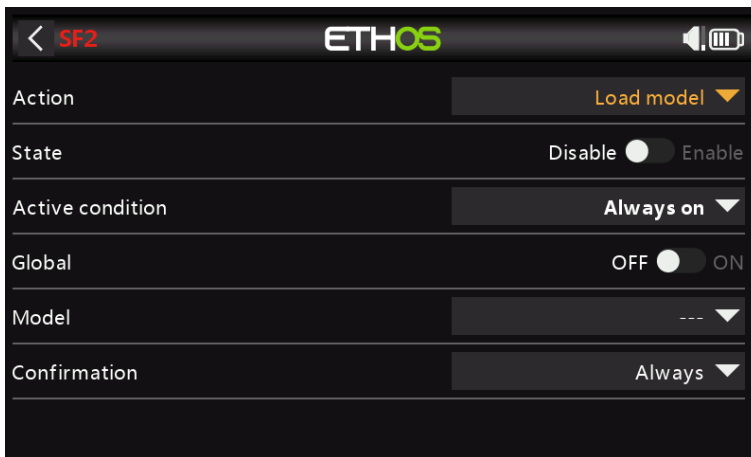 SF2 ETHOS
Action Load model
State Disable Enable
Active condition Always on
Global OFF ON
Model ---
Confirmation Always